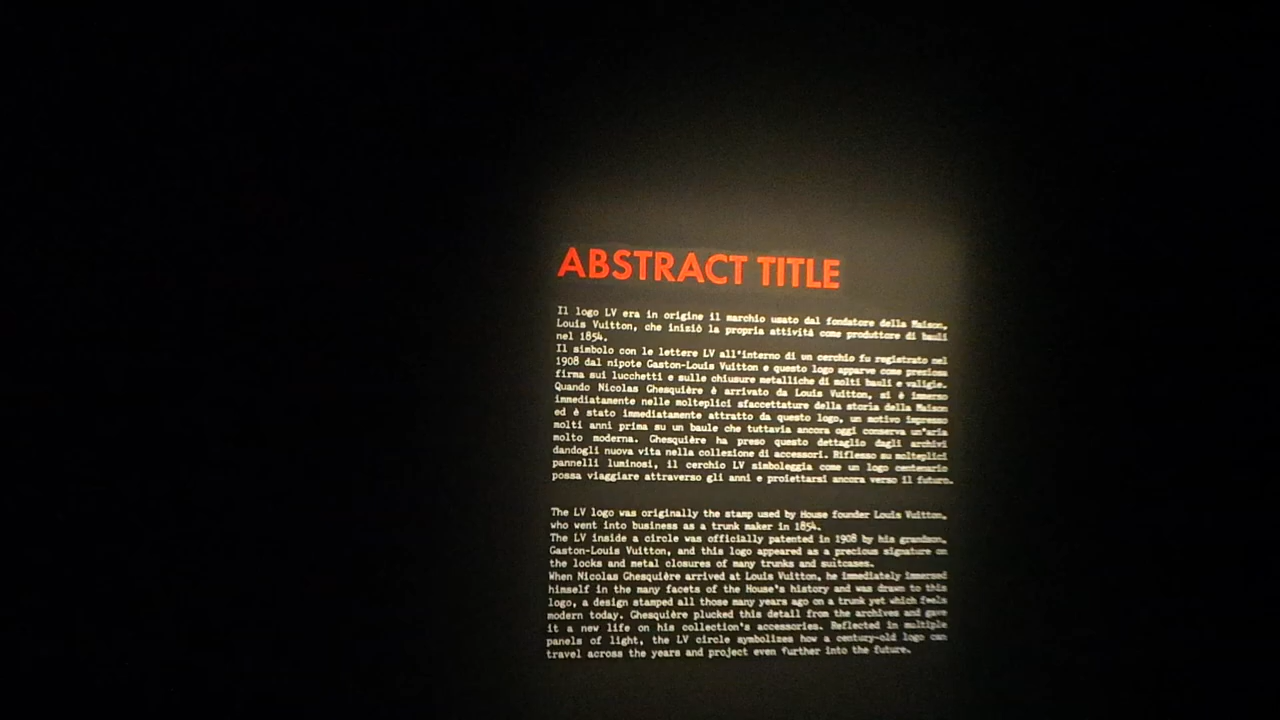 ABSTRACT TITLE
Il logo LV era in origine il marchio usato dal fondatore della Maison,
Louis Vuitton, che iniziò la propria attività come produttore di bauli
nel 1854.
Il simbolo con le lettere LV all'interno di un cerchio fu registrato nel
1908 dal nipote Gaston-Louis Vuitton e questo logo apparve come preziosa
firma sui lucchetti e sulle chiusure metalliche di molti bauli e valigie.
Quando Nicolas Ghesquière è arrivato da Louis Vuitton, si è immerso
immediatamente nelle molteplici sfaccettature della storia della Maison
ed è stato immediatamente attratto da questo logo, un motivo impresso
molti anni prima su un baule che tuttavia ancora oggi conserva un'aria
molto moderna. Ghesquière ha preso questo dettaglio dagli archivi
dandogli nuova vita nella collezione di accessori. Riflesso su molteplici
pannelli luminosi, il cerchio LV simboleggia come un logo centenario
possa viaggiare attraverso gli anni e proiettarsi ancora verso il futuro.
The LV logo was originally the stamp used by House founder Louis Vuitton,
who went into business as a trunk maker in 1854.
The LV inside a circle was officially patented in 1908 by his grandson,
Gaston-Louis Vuitton, and this logo appeared as a precious signature on
the locks and metal closures of many trunks and suitcases.
When Nicolas Ghesquière arrived at Louis Vuitton, he immediately immersed
himself in the many facets of the House's history and was drawn to this
logo, a design stamped all those many years ago on a trunk yet which feels
modern today. Ghesquière plucked this detail from the archives and gave
it a new life on his collection's accessories. Reflected in multiple
panels of light, the LV circle symbolizes how a century-old logo can
travel across the years and project even further into the future.